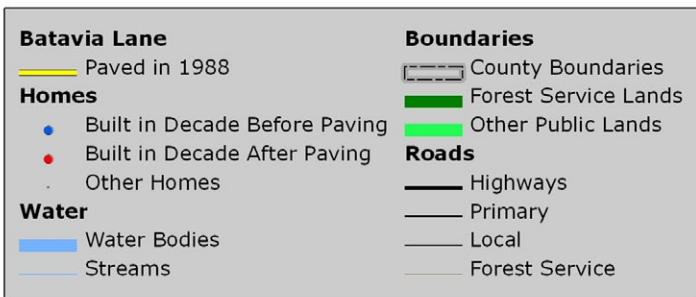 Batavia Lane
Paved in 1988
Homes
Built in Decade Before Paving
Built in Decade After Paving
Other Homes
Water
Water Bodies
Streams
Boundaries
County Boundaries
Forest Service Lands
Other Public Lands
Roads
Highways
Primary
Local
Forest Service